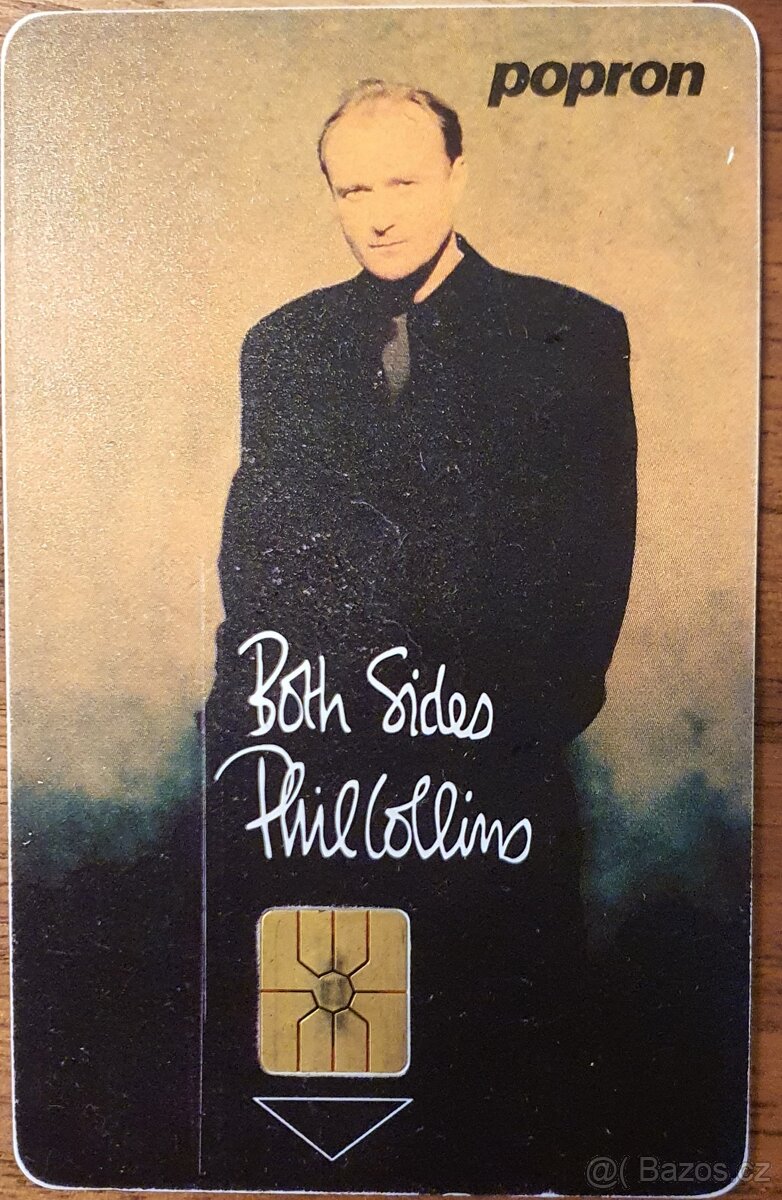 popron
Both Sides
Phil Collins
@( Bazos.cz